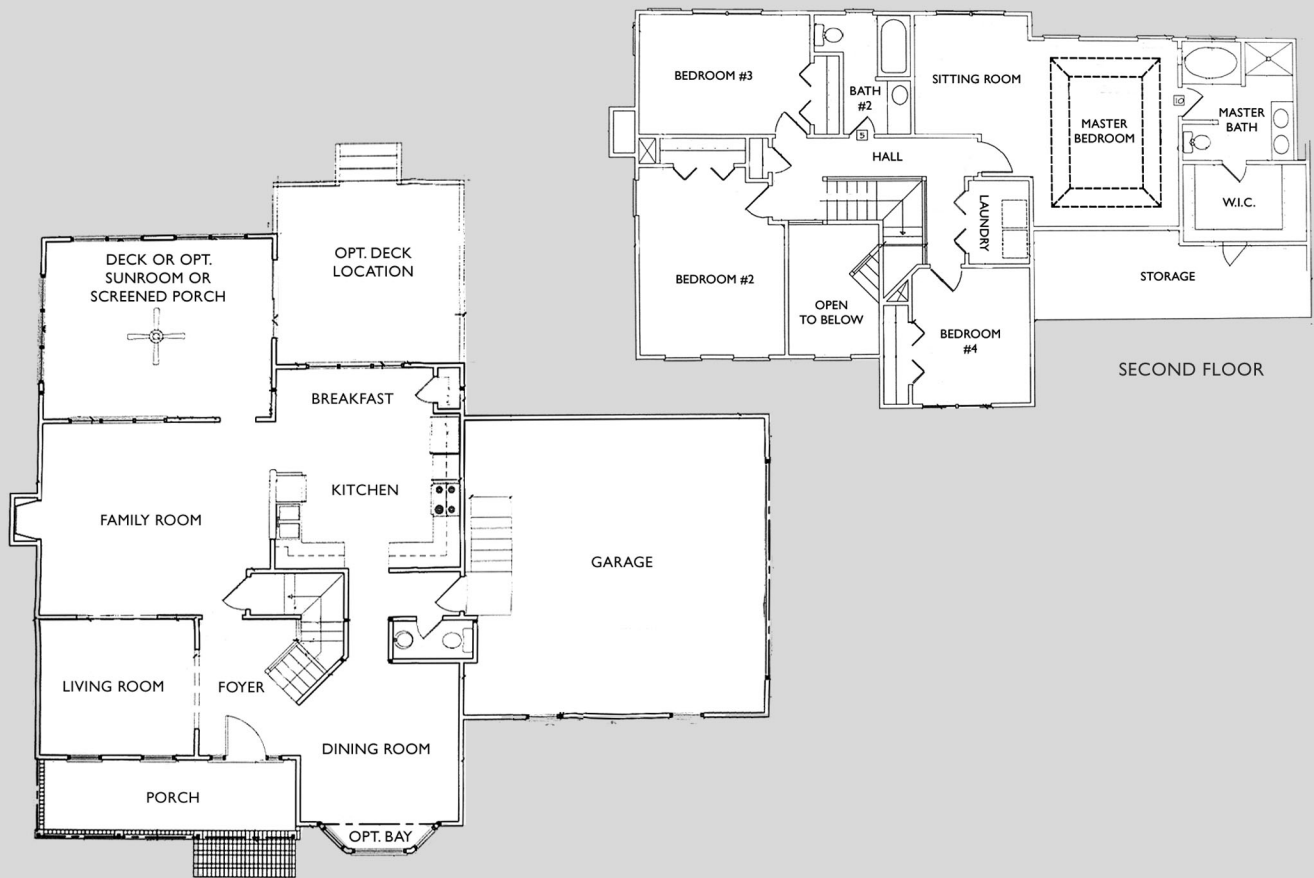 BEDROOM #3
BATH
#2
SITTING ROOM
MASTER
BEDROOM
MASTER
BATH
10
5
HALL
W.I.C.
LAUNDRY
BEDROOM #2
OPEN
TO BELOW
BEDROOM
#4
STORAGE
SECOND FLOOR
DECK OR OPT.
SUNROOM OR
SCREENED PORCH
OPT. DECK
LOCATION
BREAKFAST
KITCHEN
FAMILY ROOM
GARAGE
LIVING ROOM
FOYER
DINING ROOM
PORCH
OPT. BAY